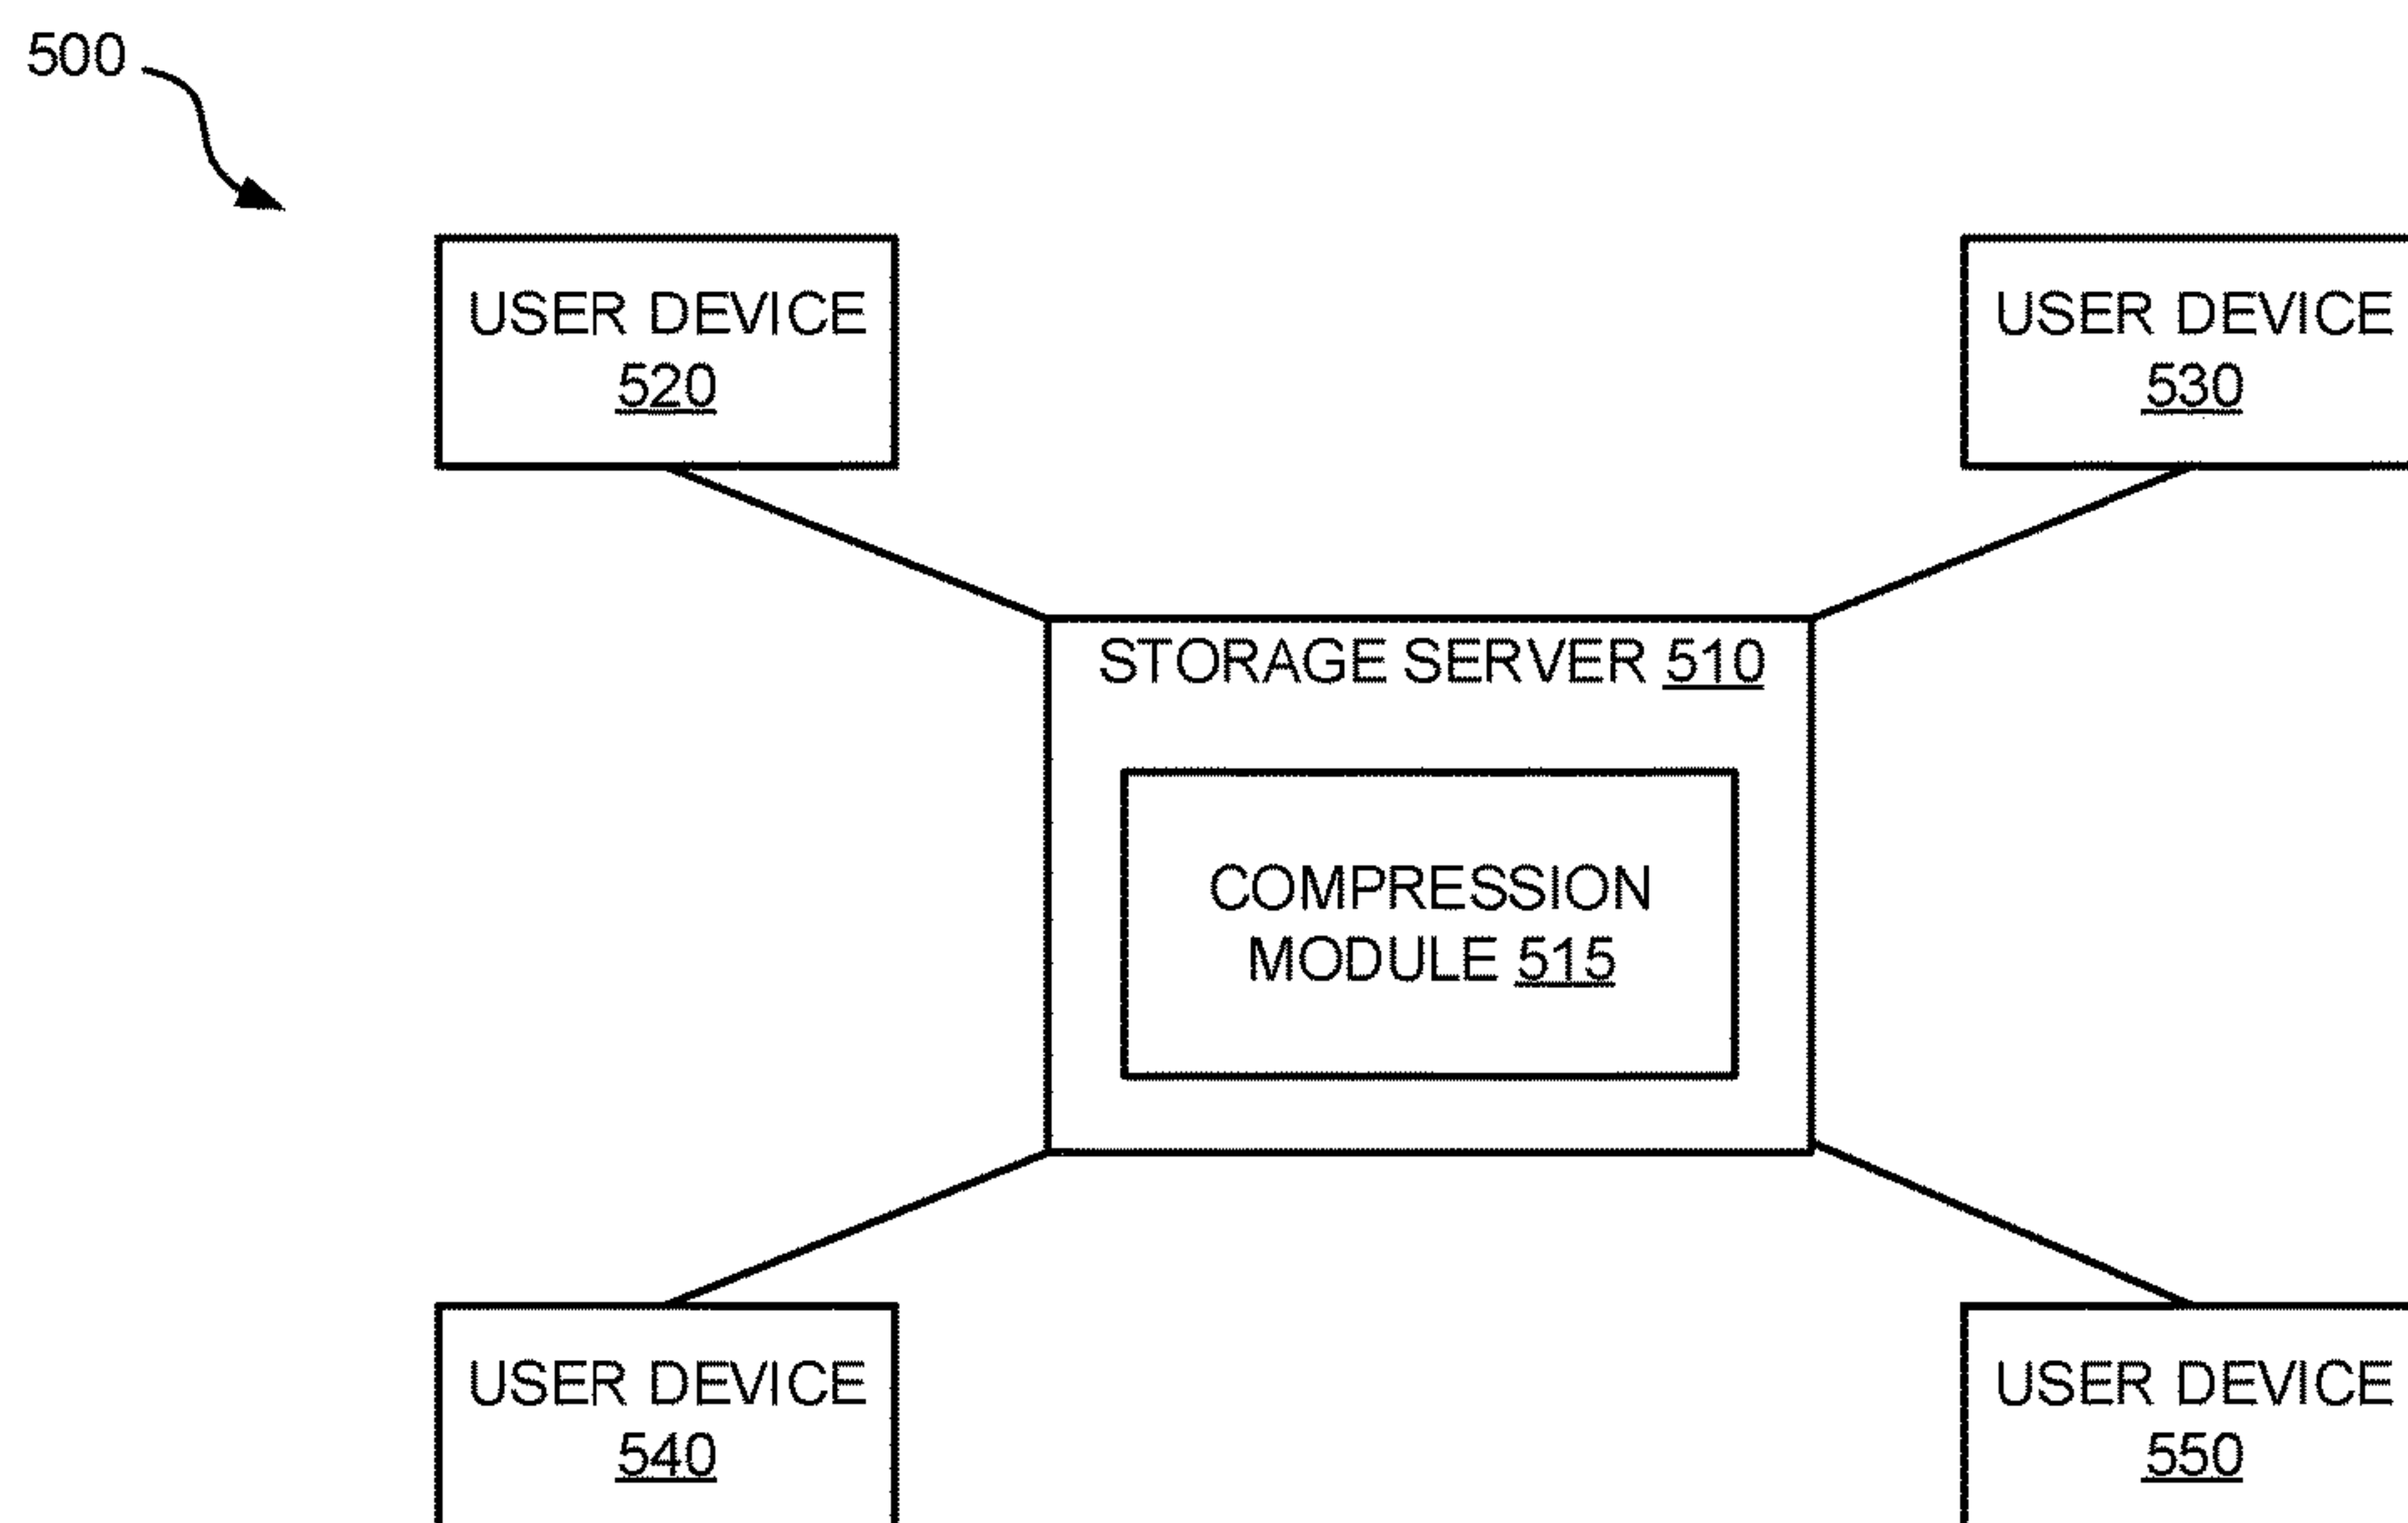 500
USER DEVICE
520
USER DEVICE
530
STORAGE SERVER 510
COMPRESSION
MODULE 515
USER DEVICE
540
USER DEVICE
550